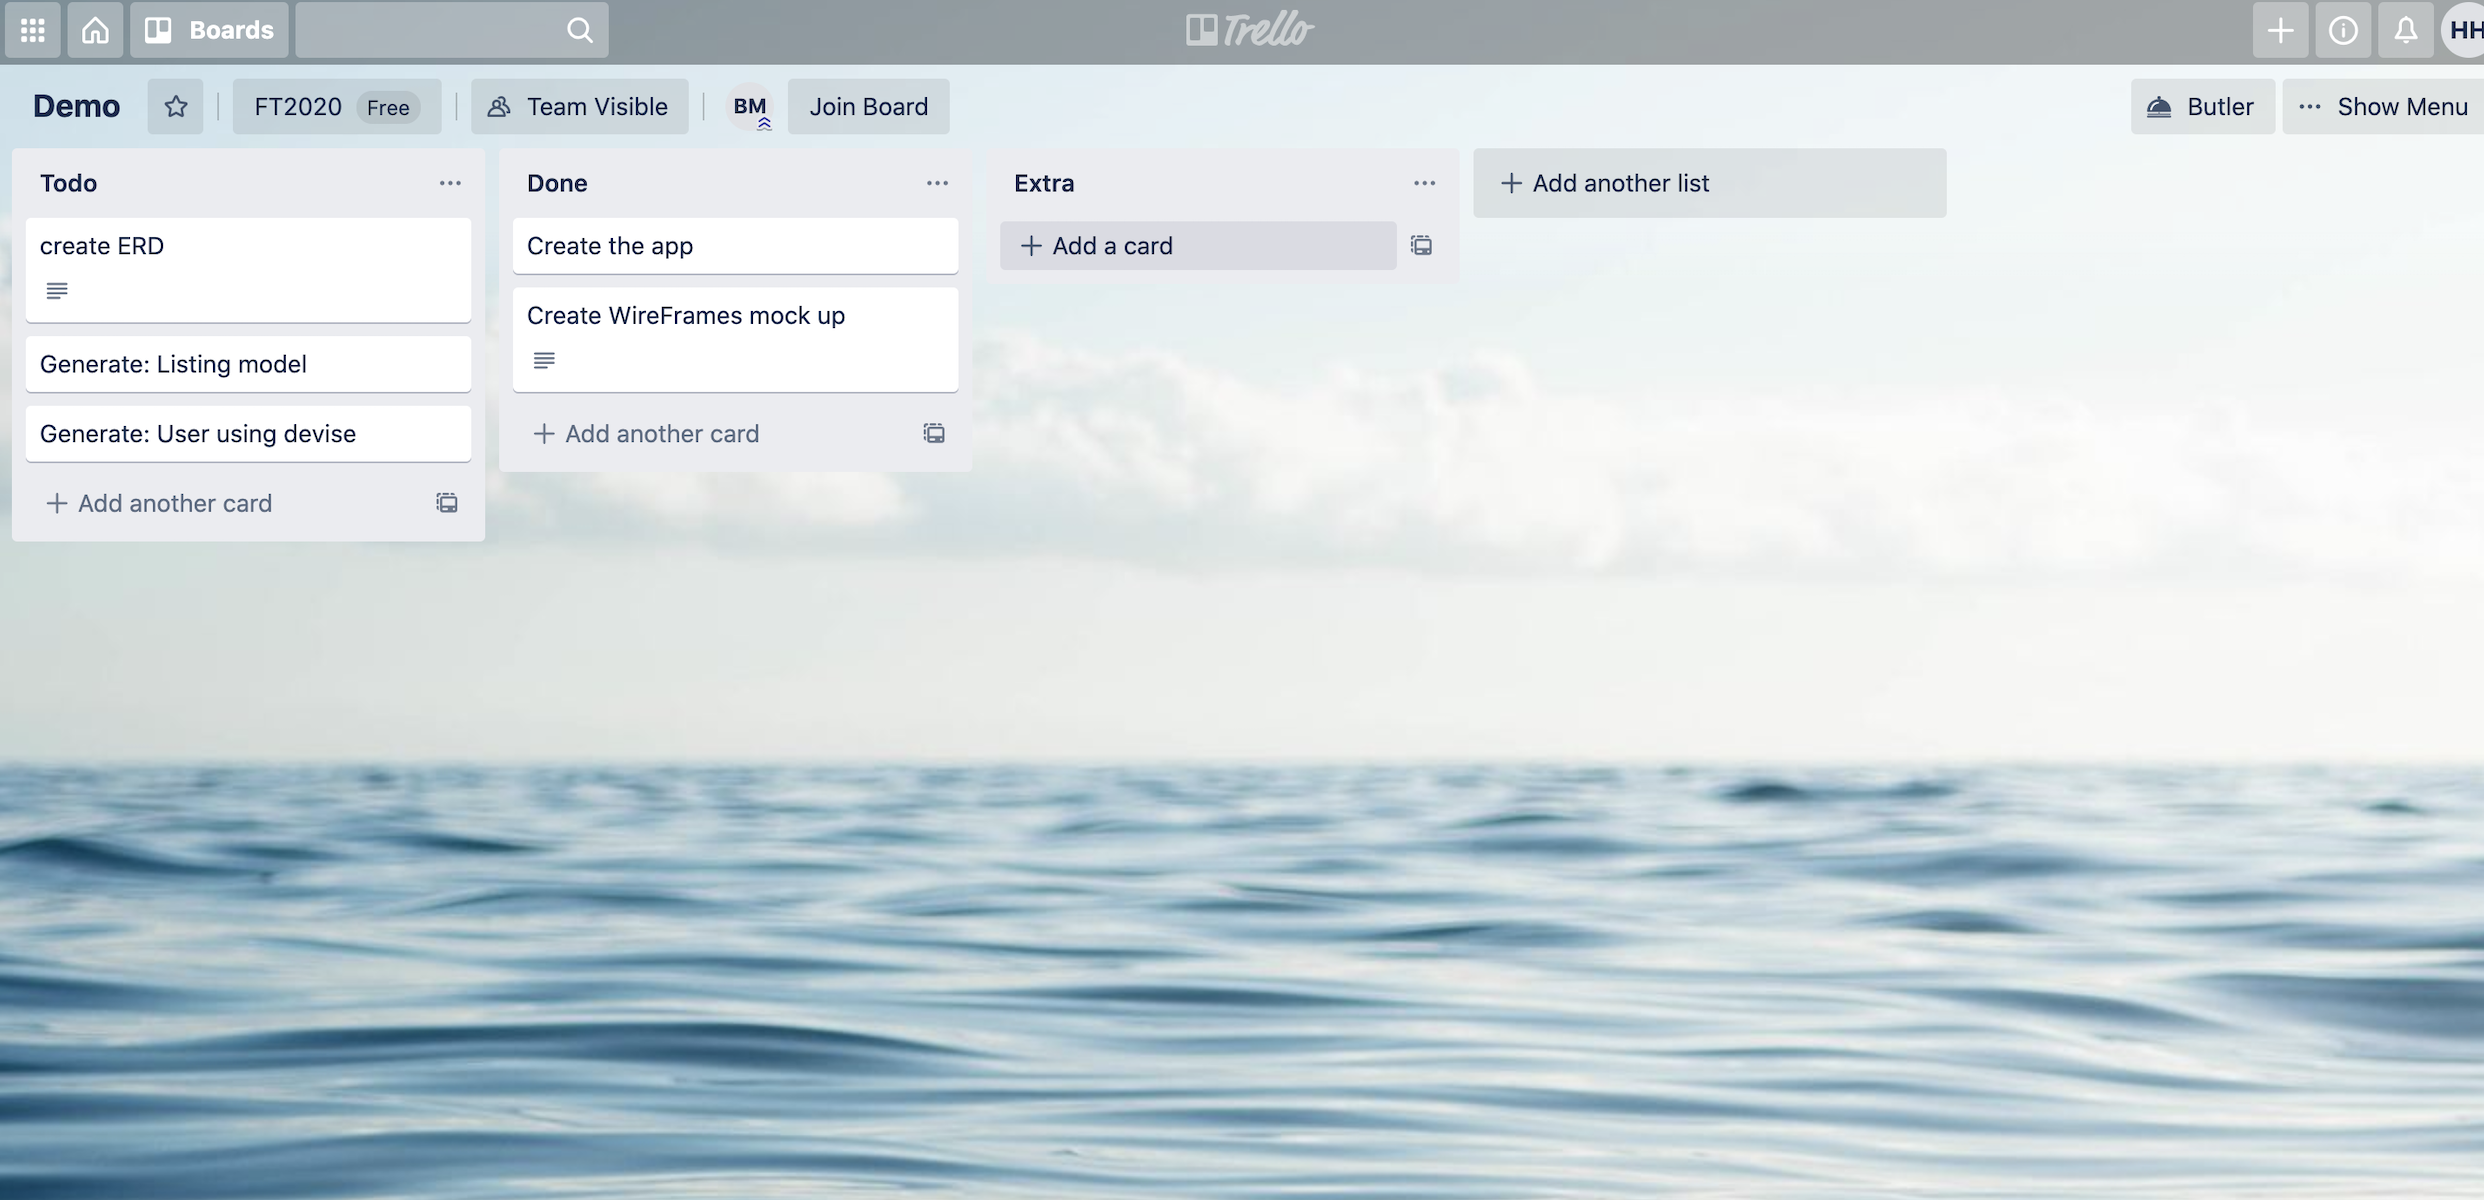 Boards
Trello
HH
Demo
FT2020 Free
Team Visible
BM
Join Board
Butler
Show Menu
Todo
create ERD
Generate: Listing model
Generate: User using devise
+ Add another card
Done
Create the app
Create WireFrames mock up
+ Add another card
Extra
+ Add a card
+ Add another list